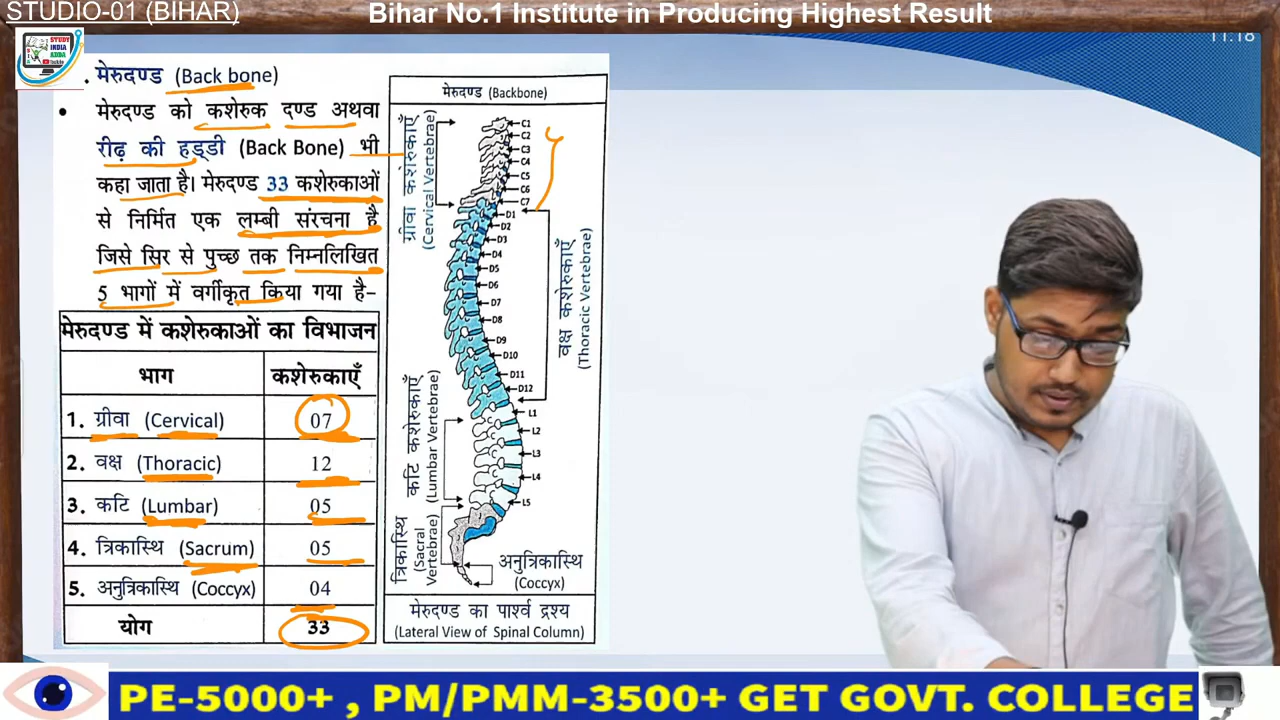 STUDIO-01 (BIHAR)
Bihar No.1 Institute in Producing Highest Result
11:18
STUDY
INDIA
ADDA
. मेरुदण्ड (Back bone)
• मेरुदण्ड को कशेरुक दण्ड अथवा
रीढ़ की हड्डी (Back Bone) भी
कहा जाता है। मेरुदण्ड 33 कशेरुकाओं
से निर्मित एक लम्बी संरचना है
जिसे सिर से पुच्छ तक निम्नलिखित
5 भागों में वर्गीकृत किया गया है-
मेरुदण्ड में कशेरुकाओं का विभाजन
भाग कशेरुकाएँ
1. ग्रीवा (Cervical) 07
2. वक्ष (Thoracic) 12
3. कटि (Lumbar) 05
4. त्रिकास्थि (Sacrum) 05
5. अनुत्रिकास्थि (Coccyx) 04
योग 33
मेरुदण्ड (Backbone)
ग्रीवा कशेरुकाएँ
(Cervical Vertebrae)
C1
C2
C3
C4
C5
C6
C7
D1
D2
D3
D4
D5
D6
D7
D8
D9
D10
D11
D12
L1
L2
L3
L4
L5
वक्ष कशेरुकाएँ
(Thoracic Vertebrae)
कटि कशेरुकाएँ
(Lumbar Vertebrae)
त्रिकास्थि
(Sacral
Vertebrae)
अनुत्रिकास्थि
(Coccyx)
मेरुदण्ड का पार्श्व द्रश्य
(Lateral View of Spinal Column)
PE-5000+ , PM/PMM-3500+ GET GOVT. COLLEGE